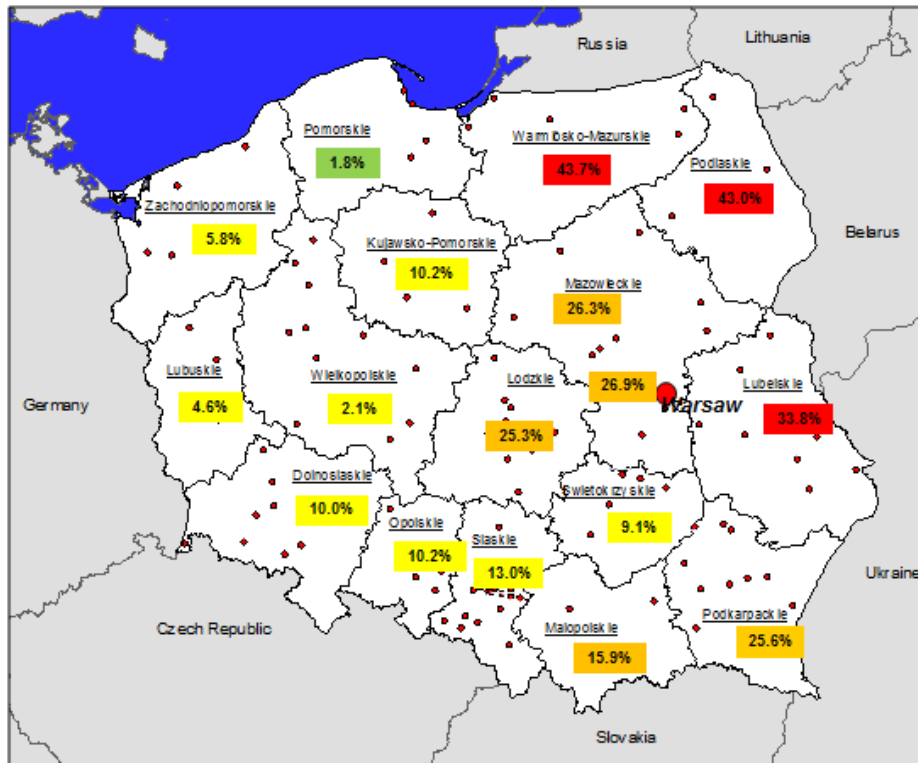 Russia
Lithuania
Pomorskie
1.8%
Warmibsko-Mazurskie
43.7%
Podlaskie
43.0%
Zachodniopomorskie
5.8%
Kujawsko-Pomorskie
10.2%
Belarus
Mazowieckie
26.3%
Lubuskie
4.6%
Wielkopolskie
2.1%
Lodzkie
25.3%
26.9%
Warsaw
Lubelskie
33.8%
Germany
Dolnoslaskie
10.0%
Opolskie
10.2%
Slaskie
13.0%
Swietokrzyskie
9.1%
Ukraine
Czech Republic
Malopolskie
15.9%
Podkarpackie
25.6%
Slovakia